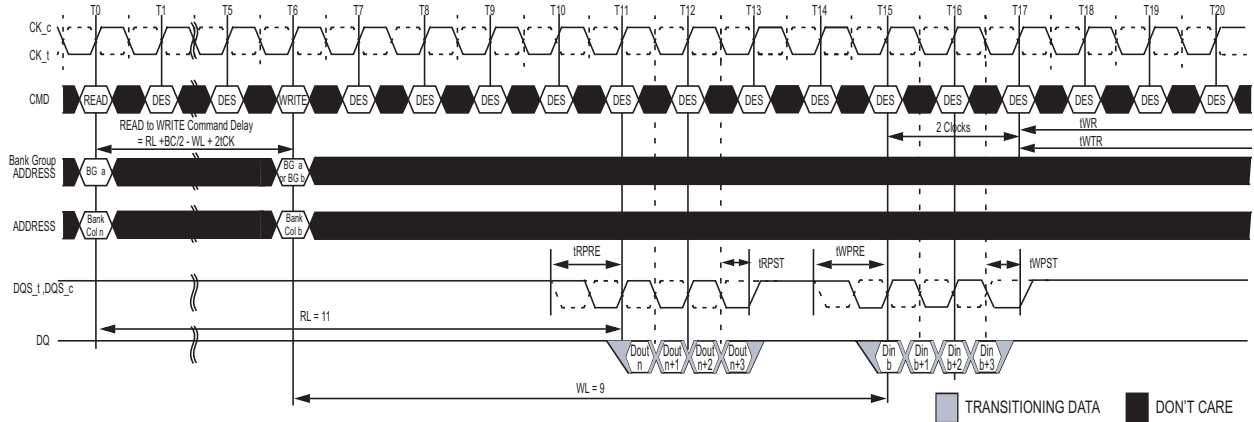 T0 T1 T5 T6 T7 T8 T9 T10 T11 T12 T13 T14 T15 T16 T17 T18 T19 T20
CK_c
CK_t
CMD READ DES DES WRITE DES DES DES DES DES DES DES DES DES DES DES DES DES DES
READ to WRITE Command Delay
= RL +BC/2 - WL + 2tCK
2 Clocks
tWR
tWTR
Bank Group
ADDRESS
BG a
BG a
or BG b
ADDRESS
Bank
Col n
Bank
Col b
tRPRE
tRPST
tWPRE
tWPST
DQS_t ,DQS_c
RL = 11
DQ
Dout
n
Dout
n+1
Dout
n+2
Dout
n+3
Din
b
Din
b+1
Din
b+2
Din
b+3
WL = 9
TRANSITIONING DATA
DON'T CARE